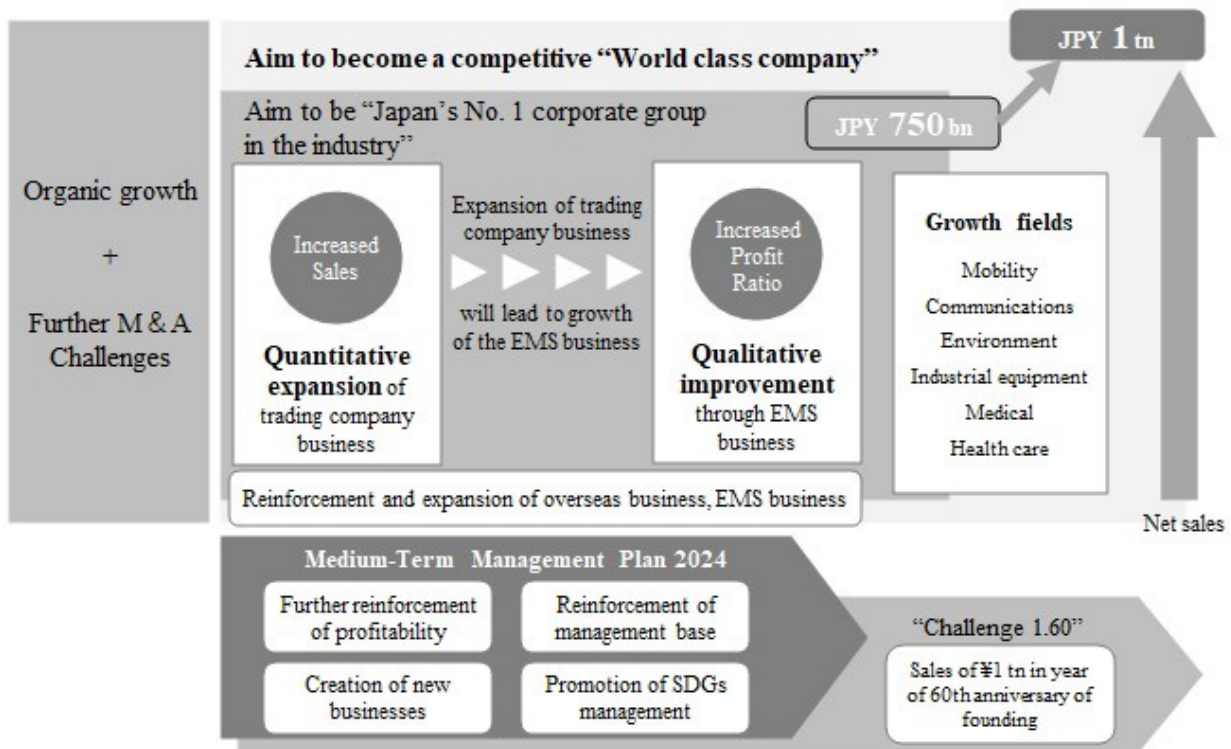 JPY 1 tn
Aim to become a competitive “World class company”
Aim to be “Japan’s No. 1 corporate group
in the industry”
JPY 750 bn
Organic growth
+
Further M & A
Challenges
Increased
Sales
Quantitative
expansion of
trading company
business
Expansion of trading
company business
will lead to growth
of the EMS business
Increased
Profit
Ratio
Qualitative
improvement
through EMS
business
Growth fields
Mobility
Communications
Environment
Industrial equipment
Medical
Health care
Reinforcement and expansion of overseas business, EMS business
Net sales
Medium-Term Management Plan 2024
Further reinforcement
of profitability
Reinforcement of
management base
Creation of new
businesses
Promotion of SDGs
management
“Challenge 1.60”
Sales of ¥1 tn in year
of 60th anniversary of
founding